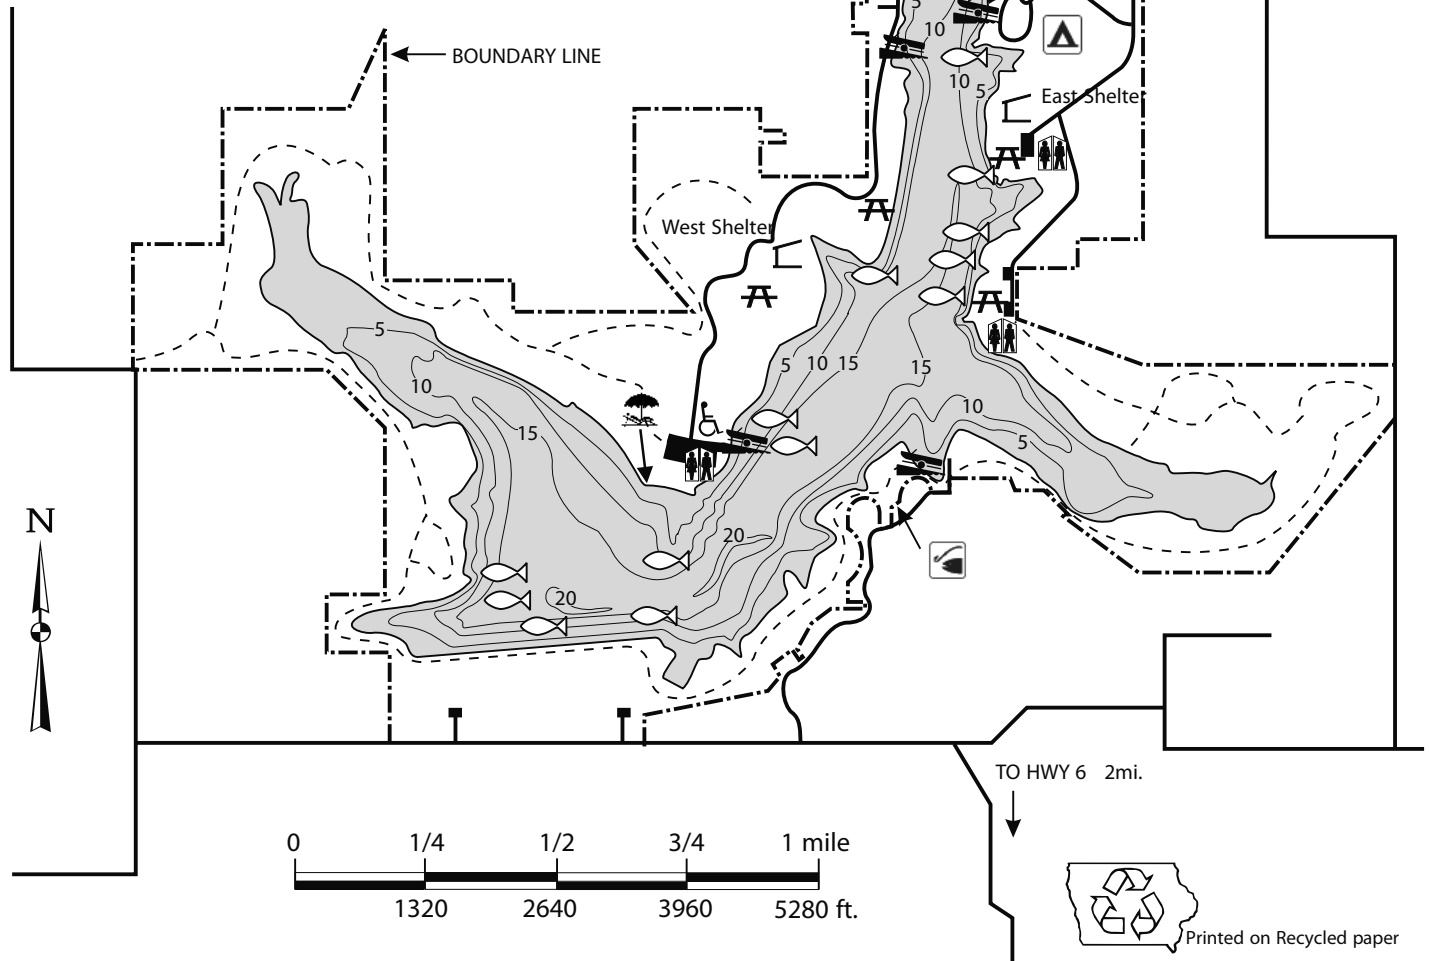 5
10
BOUNDARY LINE
10
5
East Shelter
West Shelter
5
5
10
15
15
10
10
15
5
N
20
20
TO HWY 6 2mi.
0 1/4 1/2 3/4 1 mile
1320 2640 3960 5280 ft.
Printed on Recycled paper